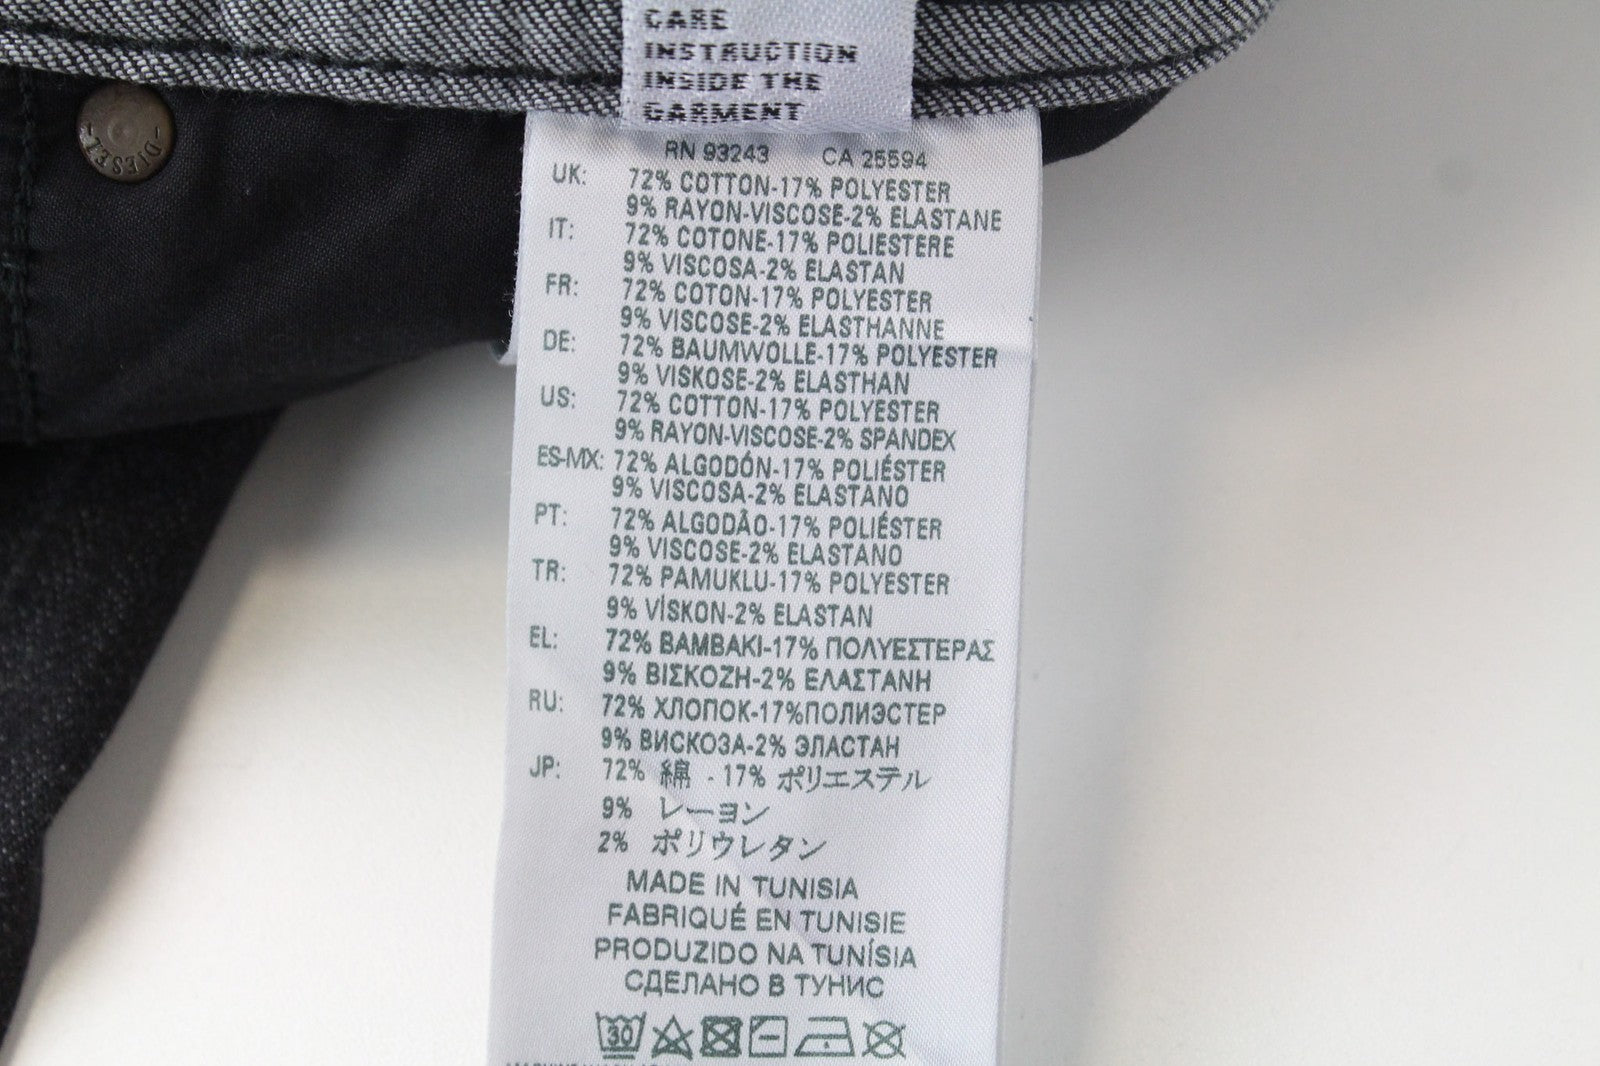 CARE
INSTRUCTION
INSIDE THE
GARMENT
DIESEL
RN 93243 CA 25594
UK: 72% COTTON-17% POLYESTER
9% RAYON-VISCOSE-2% ELASTANE
IT: 72% COTONE-17% POLIESTERE
9% VISCOSA-2% ELASTAN
FR: 72% COTON-17% POLYESTER
9% VISCOSE-2% ELASTHANNE
DE: 72% BAUMWOLLE-17% POLYESTER
9% VISKOSE-2% ELASTHAN
US: 72% COTTON-17% POLYESTER
9% RAYON-VISCOSE-2% SPANDEX
ES-MX: 72% ALGODÓN-17% POLIÉSTER
9% VISCOSA-2% ELASTANO
PT: 72% ALGODÂO-17% POLIÉSTER
9% VISCOSE-2% ELASTANO
TR: 72% PAMUKLU-17% POLYESTER
9% VİSKON-2% ELASTAN
EL: 72% ΒΑΜΒΑΚΙ-17% ΠΟΛΥΕΣΤΕΡΑΣ
9% ΒΙΣΚΟΖΗ-2% ΕΛΑΣΤΑΝΗ
RU: 72% ХЛОПОК-17%ПОЛИЭСТЕР
9% ВИСКОЗА-2% ЭЛАСТАН
JP: 72% 綿 - 17% ポリエステル
9% レーヨン
2% ポリウレタン
MADE IN TUNISIA
FABRIQUÉ EN TUNISIE
PRODUZIDO NA TUNÍSIA
СДЕЛАНО В ТУНИС
30